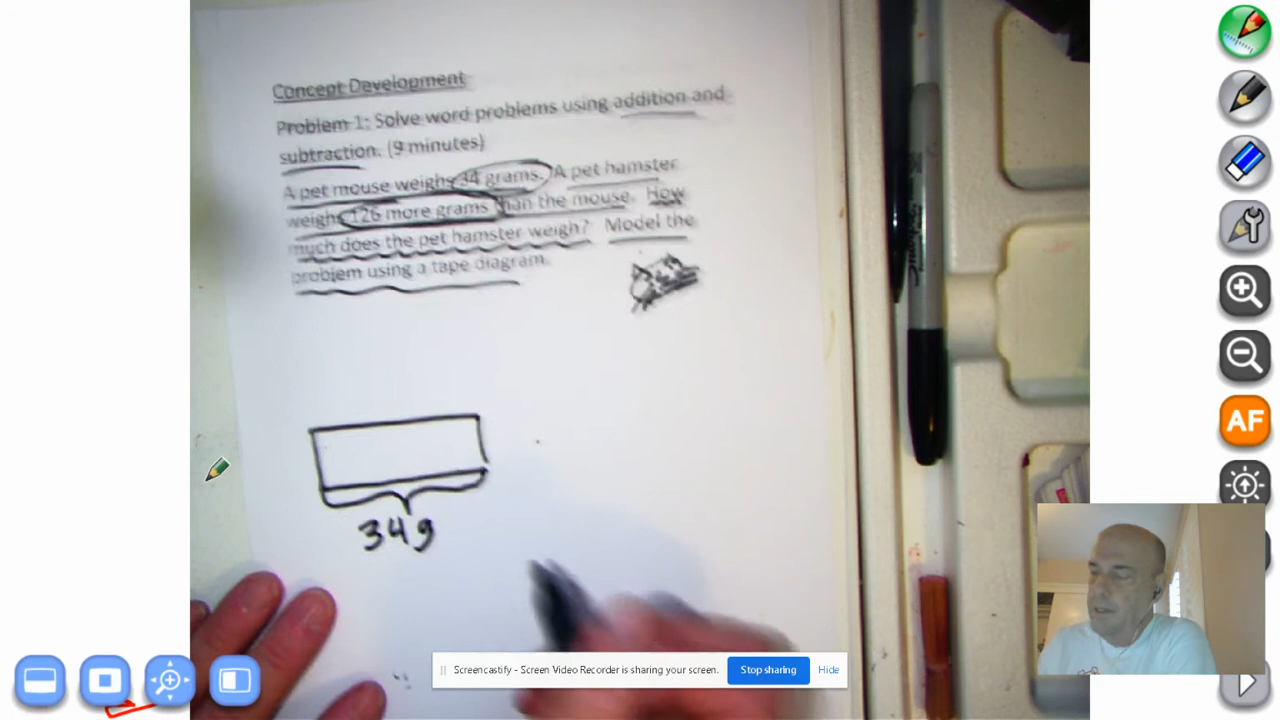 Concept Development
Problem 1: Solve word problems using addition and
subtraction. (9 minutes)
A pet mouse weighs 34 grams. A pet hamster
weighs 126 more grams than the mouse. How
much does the pet hamster weigh? Model the
problem using a tape diagram.
34g
AF
Screencastify - Screen Video Recorder is sharing your screen.
Stop sharing
Hide